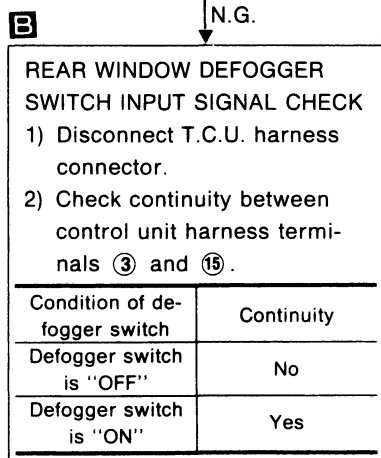 N.G.
B
REAR WINDOW DEFOGGER
SWITCH INPUT SIGNAL CHECK
1) Disconnect T.C.U. harness
connector.
2) Check continuity between
control unit harness termi-
nals ③ and ⑮.
Condition of de-
fogger switch
Continuity
Defogger switch
is "OFF"
No
Defogger switch
is "ON"
Yes